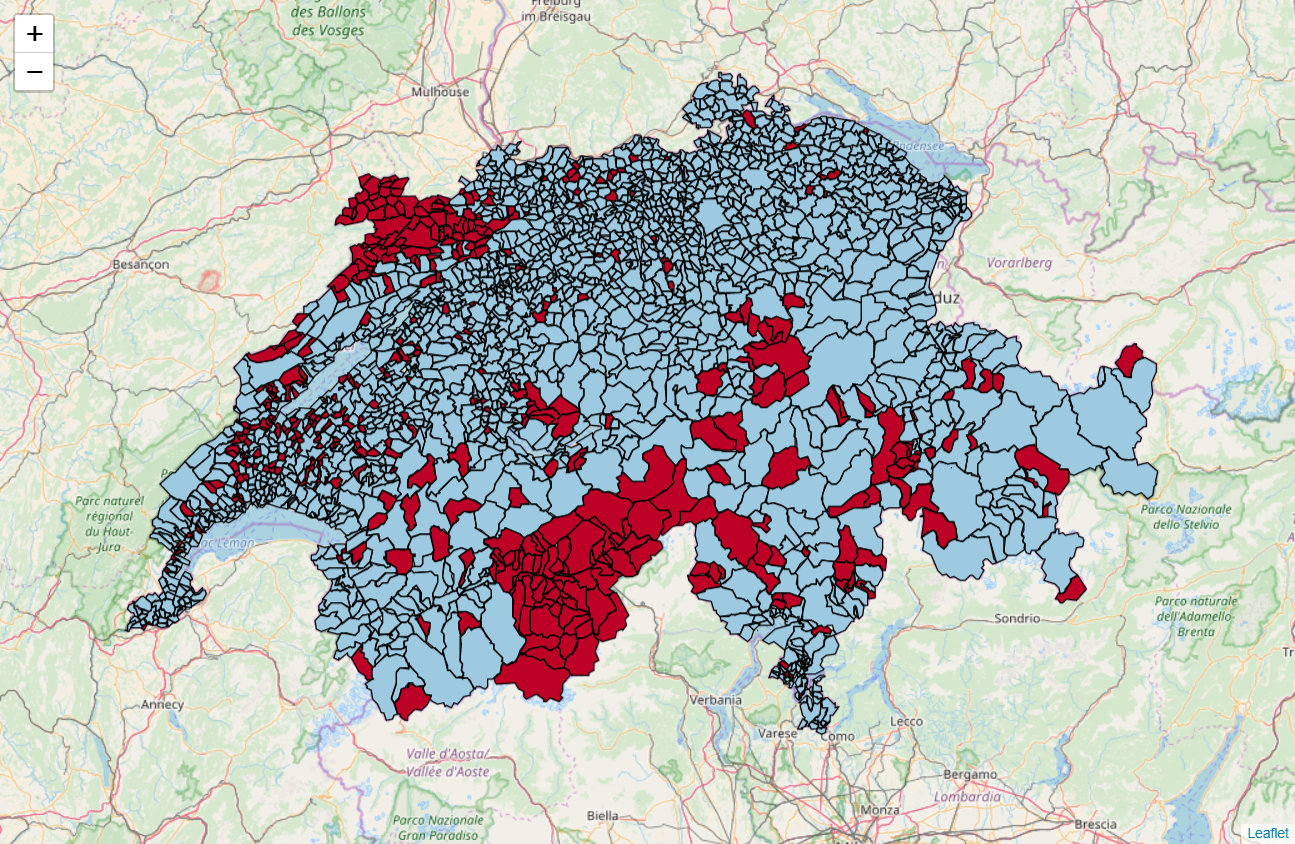 +
−
des Ballons
des Vosges
Freiburg
im Breisgau
Mulhouse
Bodensee
Besançon
Vorarlberg
duz
Parc naturel
régional
du Haut-
Jura
Lac Léman
Parco Nazionale
dello Stelvio
Parco naturale
dell'Adamello-
Brenta
Sondrio
Annecy
Verbania
Varese
Como
Lecco
Valle d'Aosta/
Vallée d'Aoste
Bergamo
Lombardia
Biella
Monza
Brescia
Parco Nazionale
Gran Paradiso
Leaflet